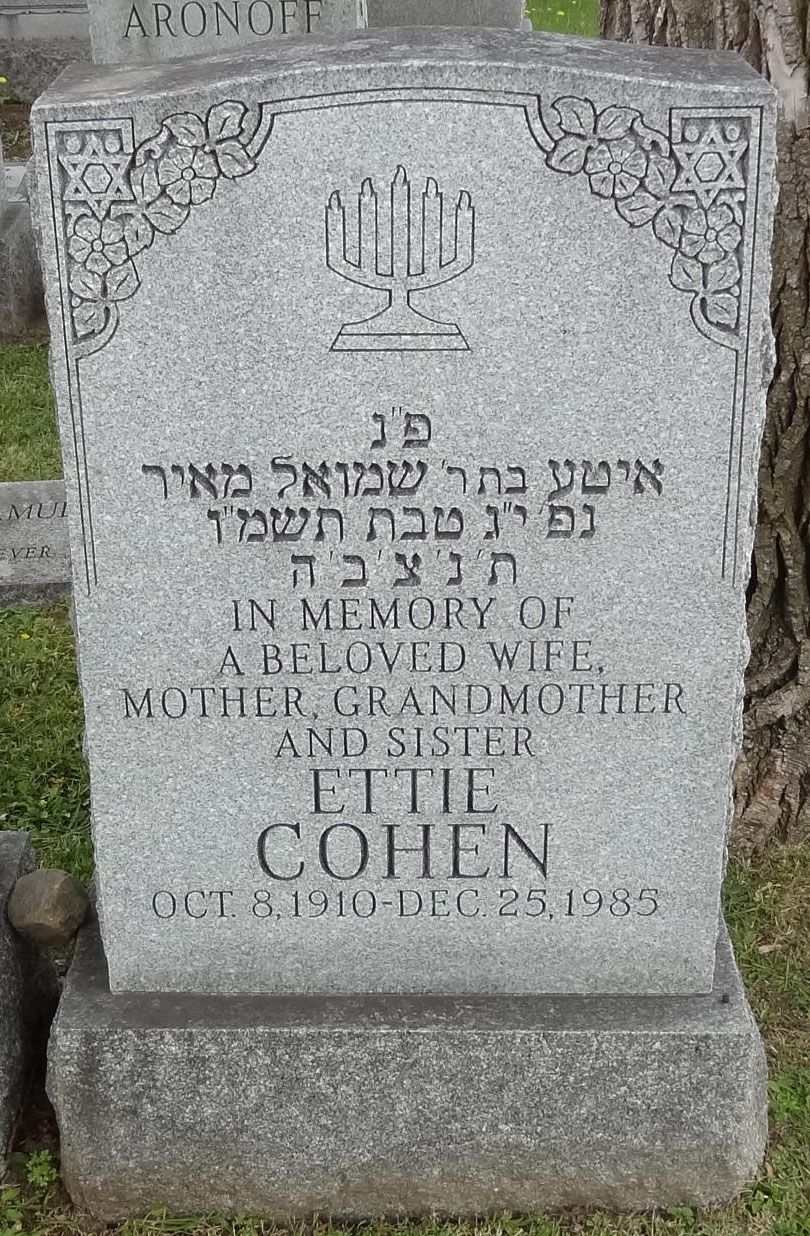 ARONOFF
פ"נ
איטע בת ר' שמואל מאיר
נפ' י"ג טבת תשמ"ו
ת' נ' צ' ב' ה
IN MEMORY OF
A BELOVED WIFE,
MOTHER, GRANDMOTHER
AND SISTER
ETTIE
COHEN
OCT. 8, 1910-DEC. 25, 1985